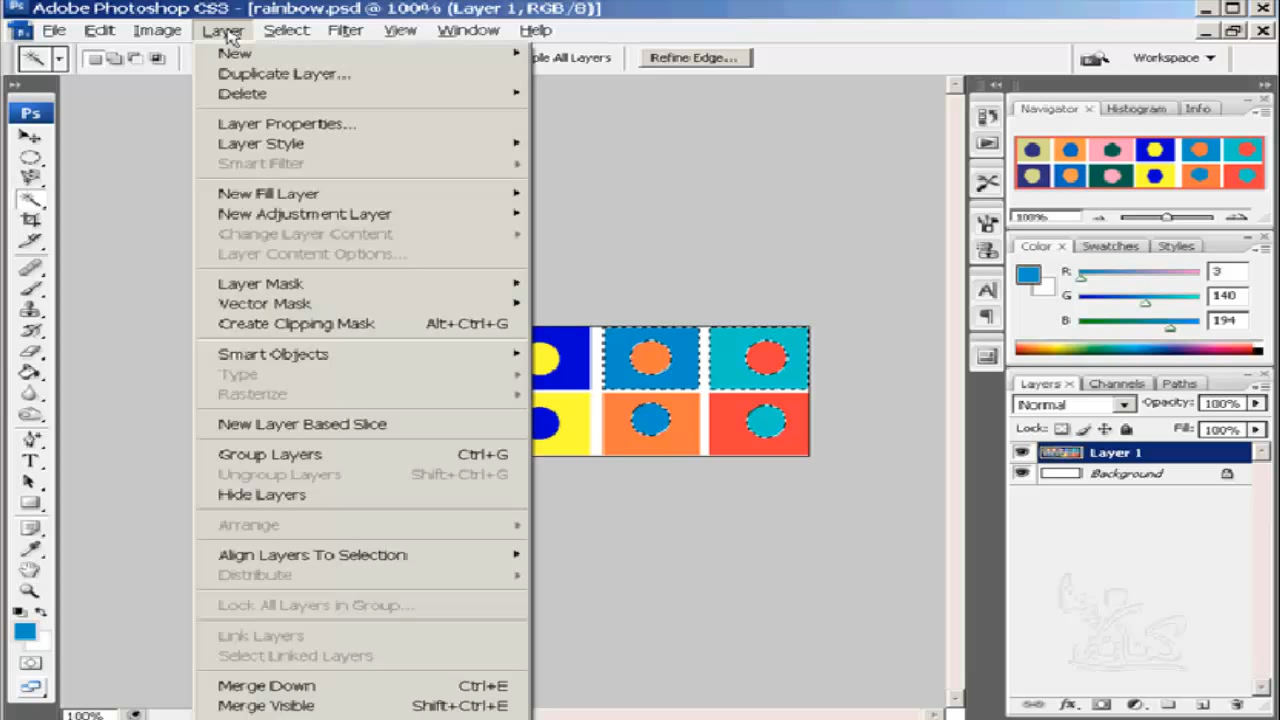 Adobe Photoshop CS3 - [rainbow.psd @ 100% (Layer 1,RGB/8)]
File Edit Image Layer Select Filter View Window Help
ple All Layers Refine Edge... Workspace
New
Duplicate Layer...
Delete
Layer Properties...
Layer Style
Smart Filter
New Fill Layer
New Adjustment Layer
Change Layer Content
Layer Content Options...
Layer Mask
Vector Mask
Create Clipping Mask Alt+Ctrl+G
Smart Objects
Type
Rasterize
New Layer Based Slice
Group Layers Ctrl+G
Ungroup Layers Shift+Ctrl+G
Hide Layers
Arrange
Align Layers To Selection
Distribute
Lock All Layers in Group...
Link Layers
Select Linked Layers
Merge Down Ctrl+E
Merge Visible Shift+Ctrl+E
100%
Ps
Navigator x Histogram Info
100%
Color x Swatches Styles
R 3
G 140
B 194
Layers x Channels Paths
Normal Opacity: 100%
Lock: Fill: 100%
Layer 1
Background